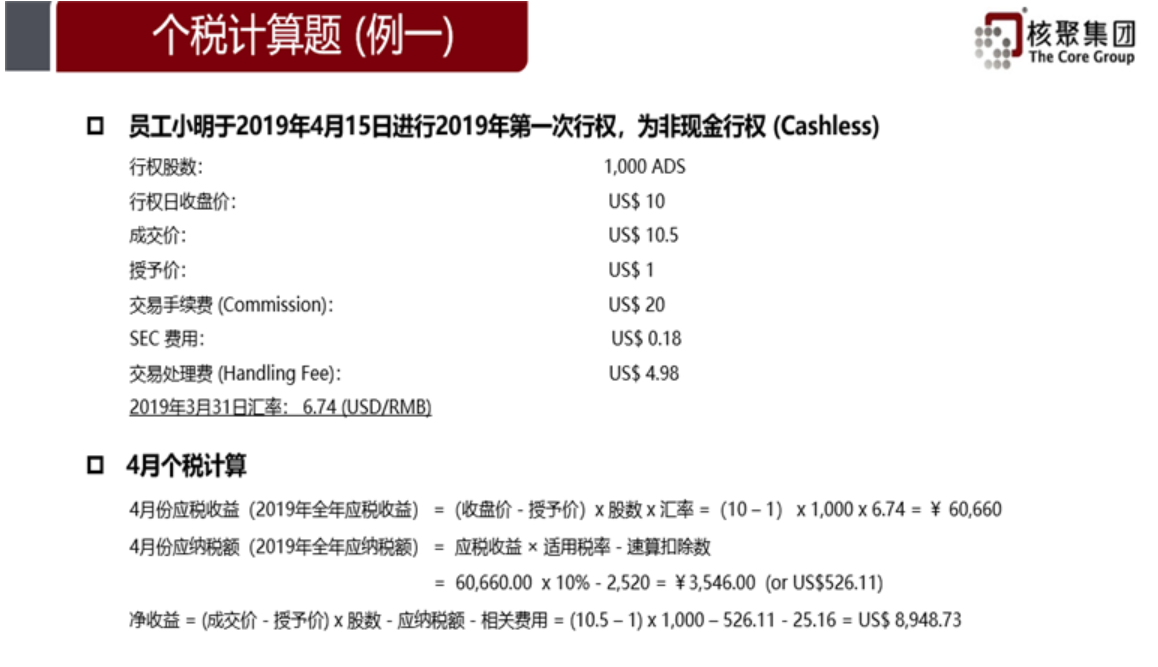 个税计算题 (例一)
核聚集团
The Core Group
员工小明于2019年4月15日进行2019年第一次行权，为非现金行权 (Cashless)
行权股数： 1,000 ADS
行权日收盘价： US$ 10
成交价： US$ 10.5
授予价： US$ 1
交易手续费 (Commission)： US$ 20
SEC 费用： US$ 0.18
交易处理费 (Handling Fee)： US$ 4.98
2019年3月31日汇率： 6.74 (USD/RMB)
4月个税计算
4月份应税收益（2019年全年应税收益） =（收盘价 - 授予价）x 股数 x 汇率 =（10 – 1） x 1,000 x 6.74 = ￥ 60,660
4月份应纳税额（2019年全年应纳税额） = 应税收益 × 适用税率 - 速算扣除数
= 60,660.00 x 10% - 2,520 = ￥3,546.00 (or US$526.11)
净收益 = (成交价 - 授予价) x 股数 - 应纳税额 - 相关费用 = (10.5 – 1) x 1,000 – 526.11 - 25.16 = US$ 8,948.73